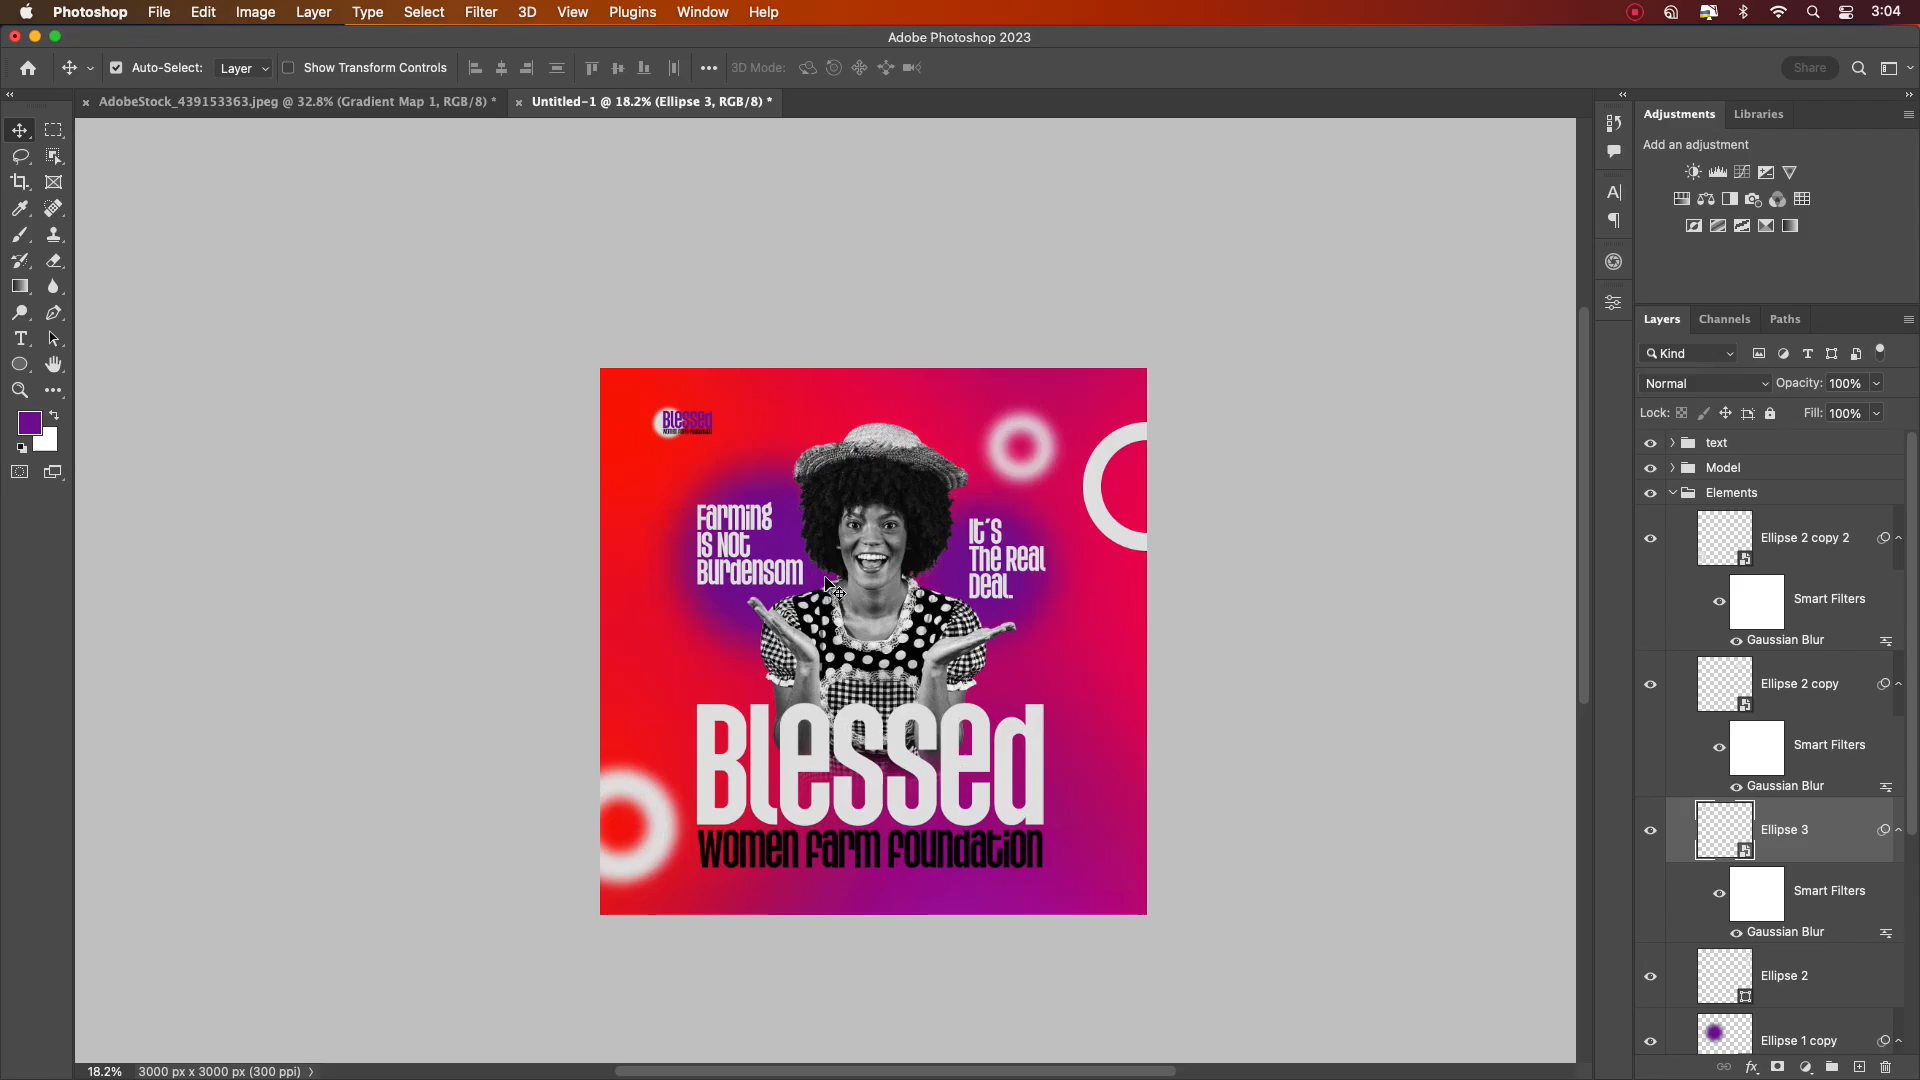 Photoshop File Edit Image Layer Type Select Filter 3D View Plugins Window Help 3:04
Adobe Photoshop 2023
Auto-Select: Layer Show Transform Controls 3D Mode: Share
AdobeStock_439153363.jpeg @ 32.8% (Gradient Map 1, RGB/8) * Untitled-1 @ 18.2% (Ellipse 3, RGB/8) *
Adjustments Libraries
Add an adjustment
Layers Channels Paths
Kind
Normal Opacity: 100%
Lock: Fill: 100%
text
Model
Elements
Ellipse 2 copy 2
Smart Filters
Gaussian Blur
Ellipse 2 copy
Smart Filters
Gaussian Blur
Ellipse 3
Smart Filters
Gaussian Blur
Ellipse 2
Ellipse 1 copy
Blessed
women farm foundation
Farming
Is Not
Burdensom
It's
The Real
Deal.
Blessed
women farm foundation
18.2% 3000 px x 3000 px (300 ppi)